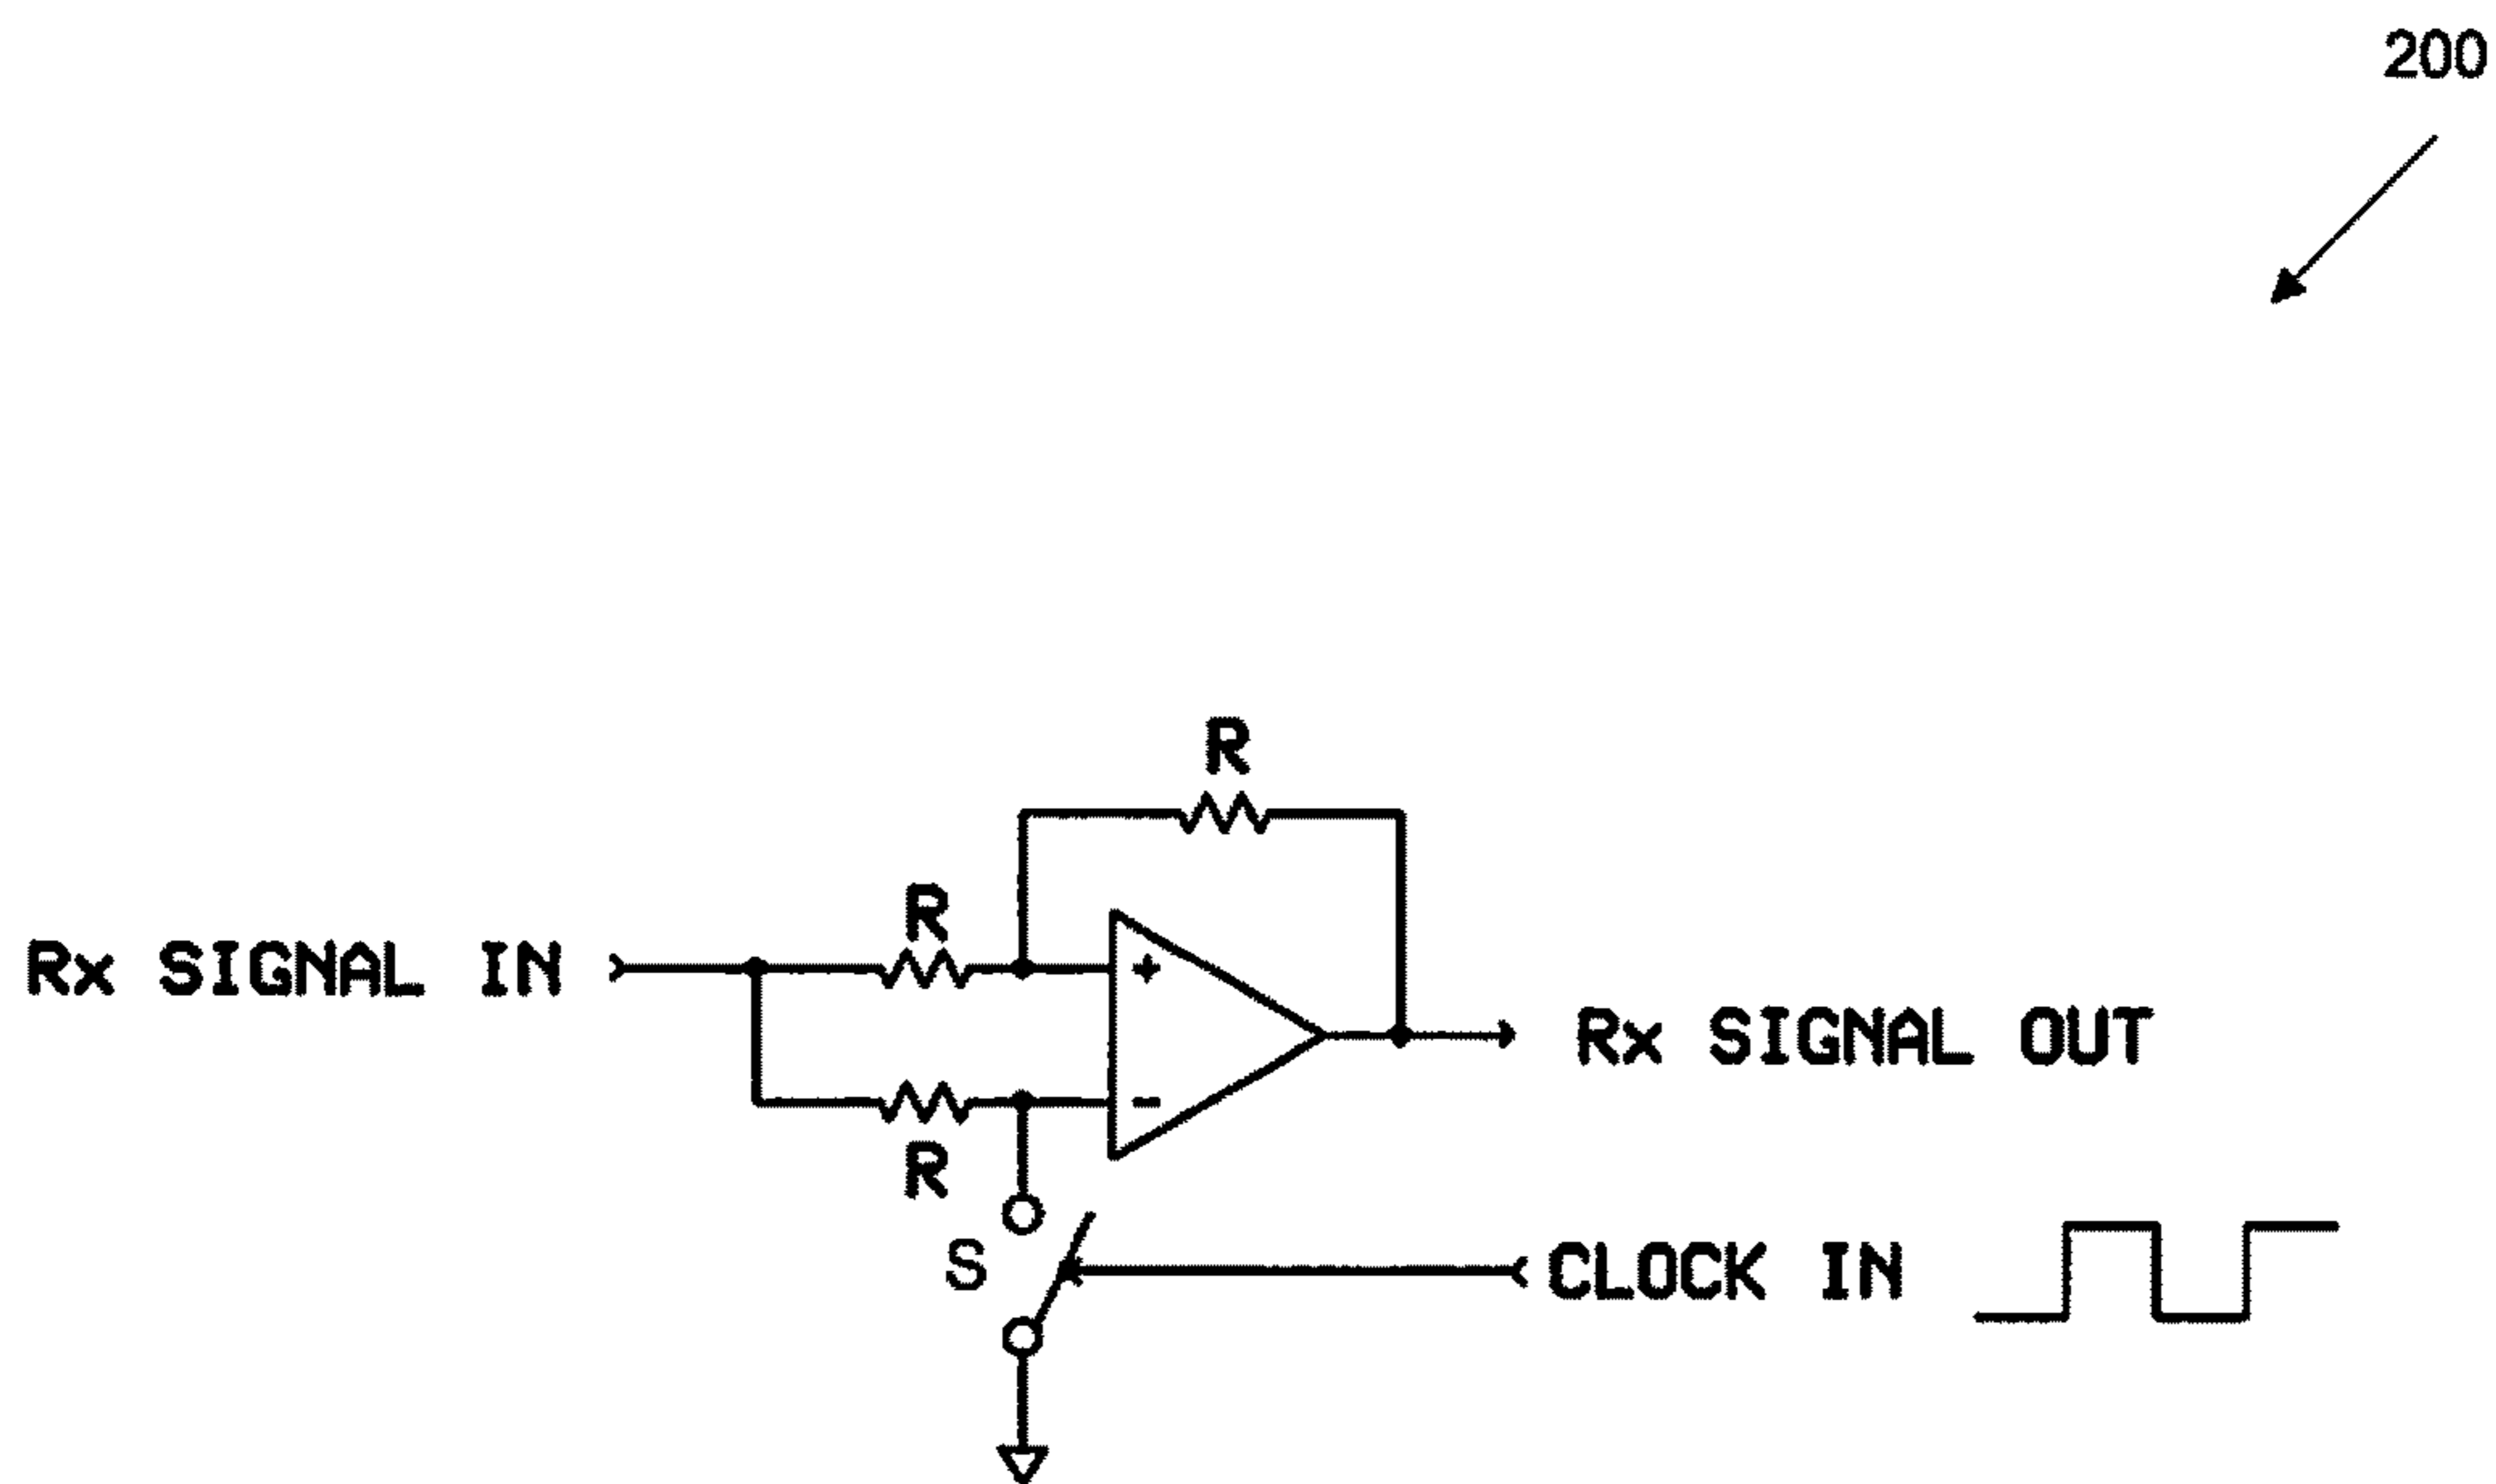 200
R
R
Rx SIGNAL IN
+
Rx SIGNAL OUT
-
R
S
CLOCK IN